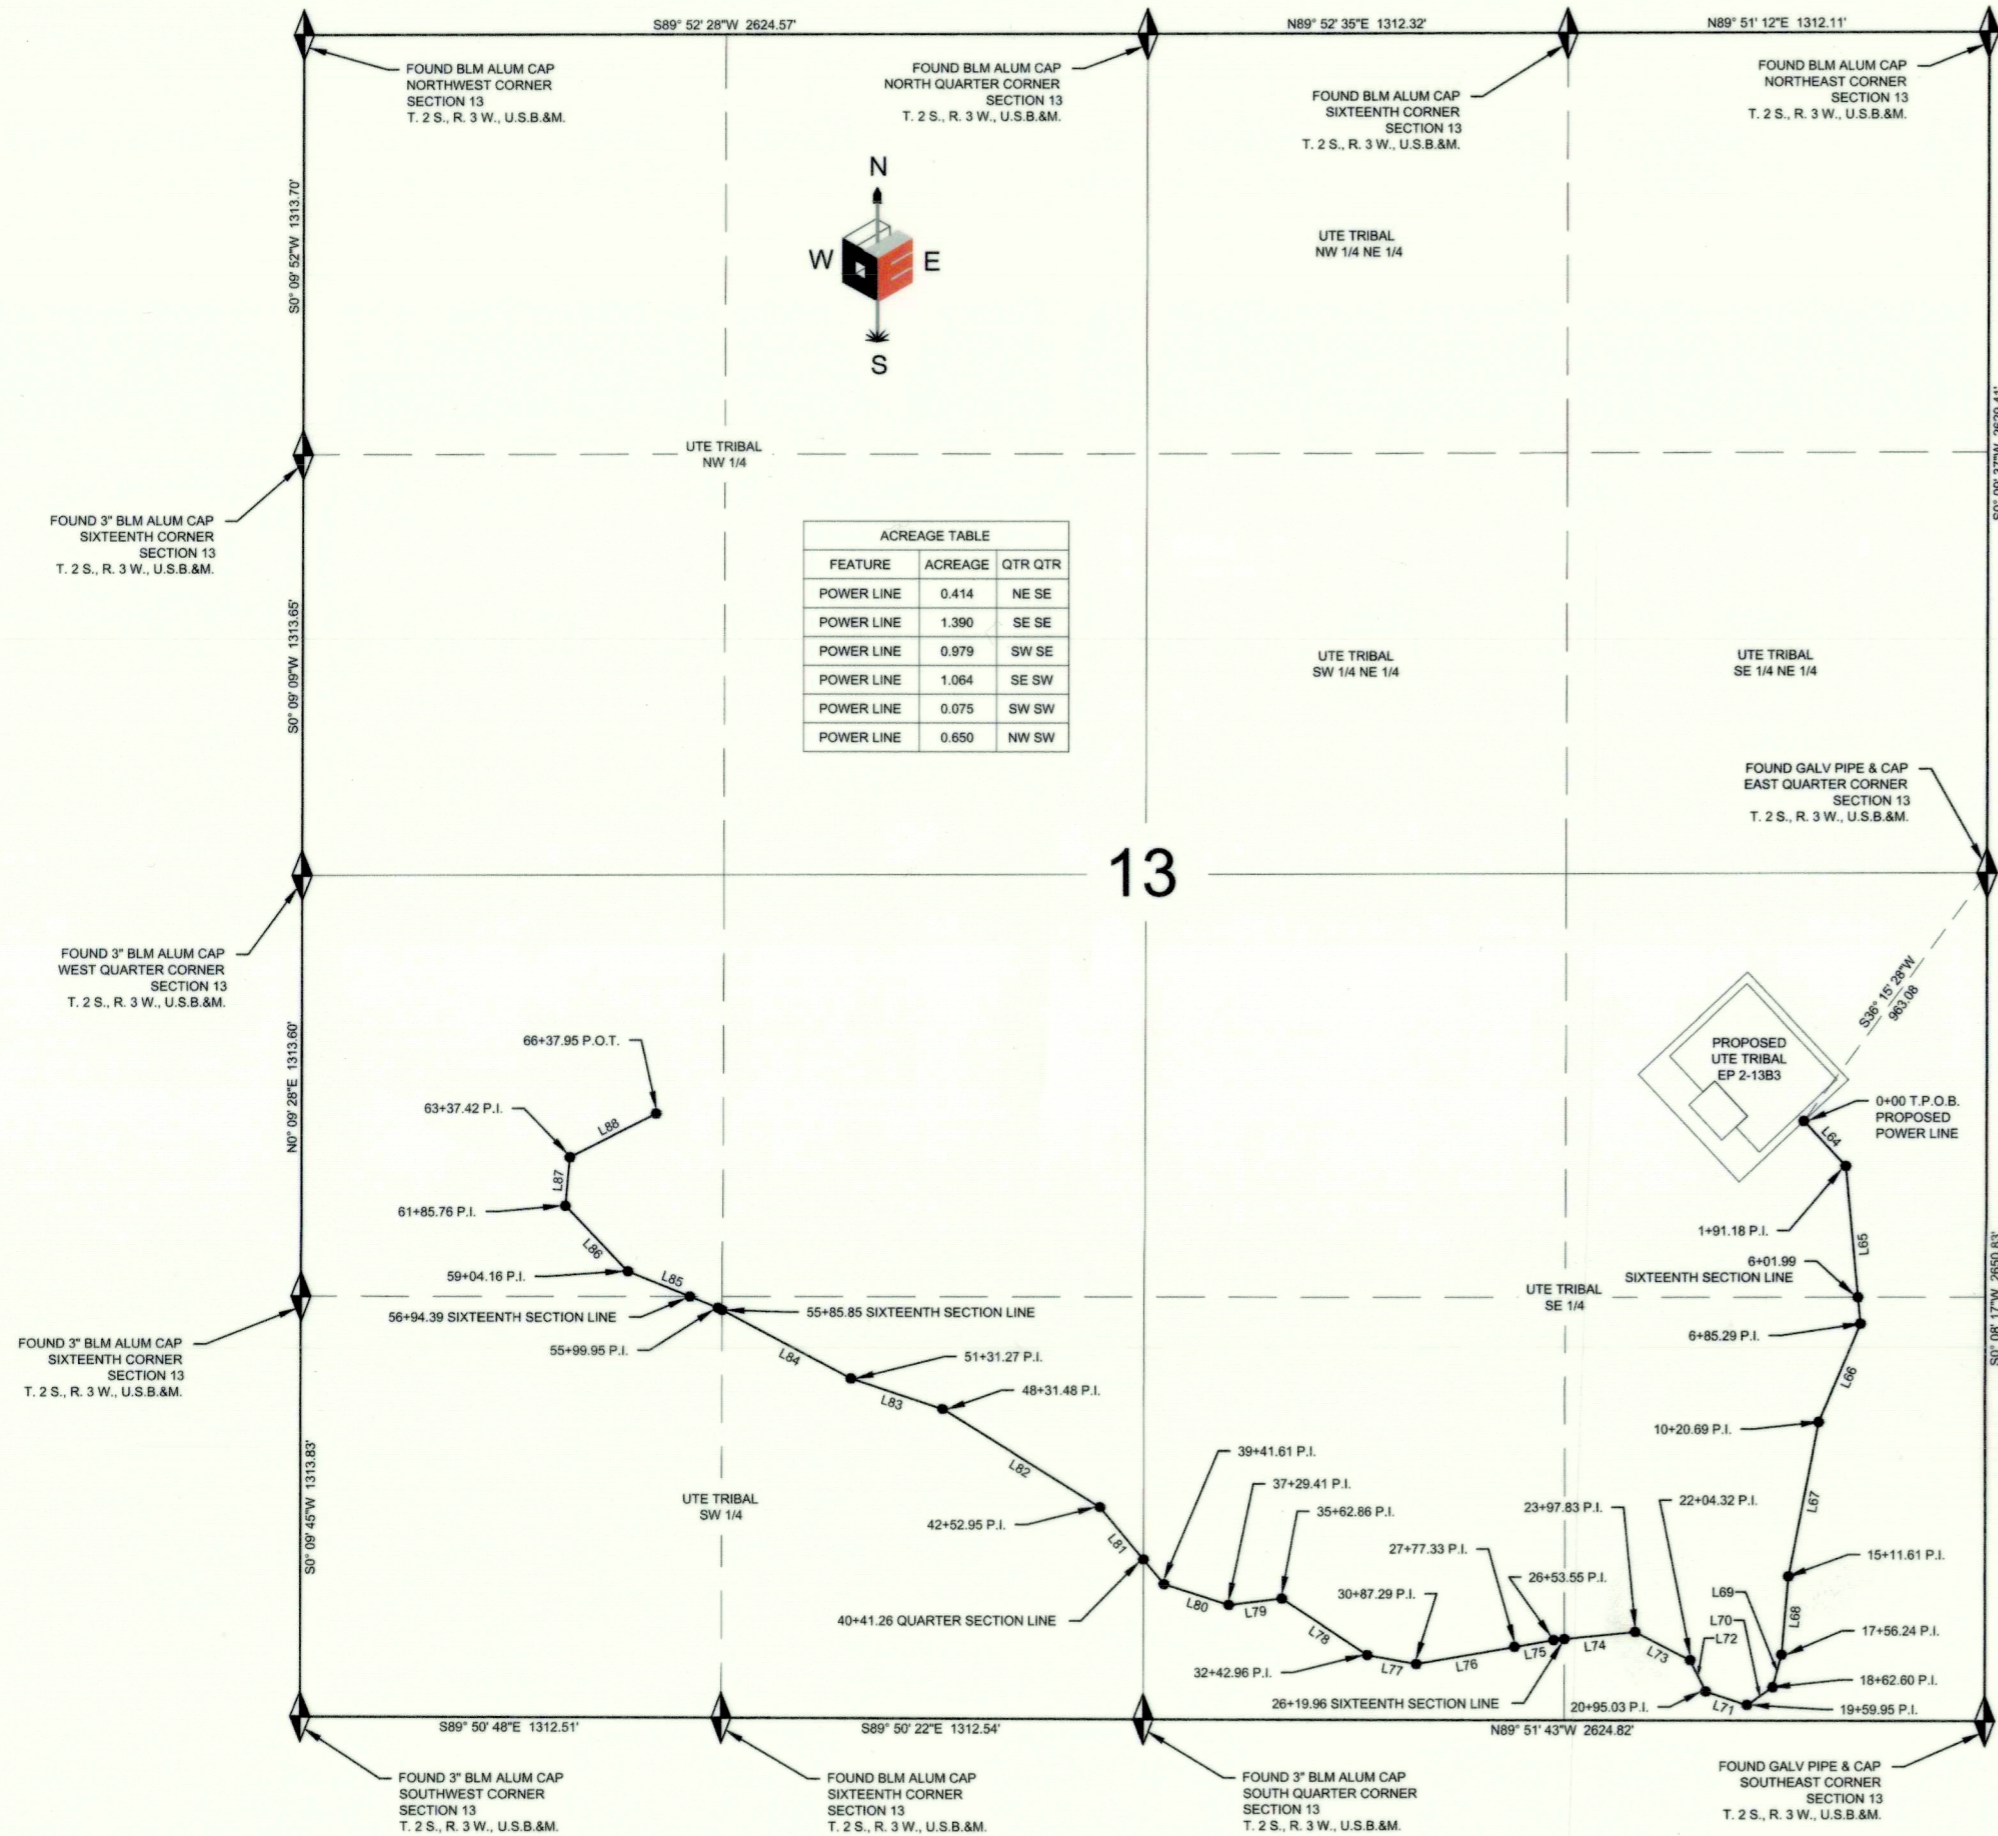 S89° 52' 28"W 2624.57'
N89° 52' 35"E 1312.32'
N89° 51' 12"E 1312.11'
FOUND BLM ALUM CAP
NORTHWEST CORNER
SECTION 13
T. 2 S., R. 3 W., U.S.B.&M.
FOUND BLM ALUM CAP
NORTH QUARTER CORNER
SECTION 13
T. 2 S., R. 3 W., U.S.B.&M.
FOUND BLM ALUM CAP
SIXTEENTH CORNER
SECTION 13
T. 2 S., R. 3 W., U.S.B.&M.
FOUND BLM ALUM CAP
NORTHEAST CORNER
SECTION 13
T. 2 S., R. 3 W., U.S.B.&M.
N
W
E
S
S0° 09' 52"W 1313.70'
UTE TRIBAL
NW 1/4 NE 1/4
UTE TRIBAL
NW 1/4
FOUND 3" BLM ALUM CAP
SIXTEENTH CORNER
SECTION 13
T. 2 S., R. 3 W., U.S.B.&M.
ACREAGE TABLE
FEATURE ACREAGE QTR QTR
POWER LINE 0.414 NE SE
POWER LINE 1.390 SE SE
POWER LINE 0.979 SW SE
POWER LINE 1.064 SE SW
POWER LINE 0.075 SW SW
POWER LINE 0.650 NW SW
S0° 09' 09"W 1313.65'
UTE TRIBAL
SW 1/4 NE 1/4
UTE TRIBAL
SE 1/4 NE 1/4
FOUND GALV PIPE & CAP
EAST QUARTER CORNER
SECTION 13
T. 2 S., R. 3 W., U.S.B.&M.
13
FOUND 3" BLM ALUM CAP
WEST QUARTER CORNER
SECTION 13
T. 2 S., R. 3 W., U.S.B.&M.
S36° 15' 28"W
963.08
PROPOSED
UTE TRIBAL
EP 2-13B3
0+00 T.P.O.B.
PROPOSED
POWER LINE
N0° 09' 28"E 1313.60'
66+37.95 P.O.T.
63+37.42 P.I.
L88
L87
61+85.76 P.I.
L86
59+04.16 P.I.
L85
56+94.39 SIXTEENTH SECTION LINE
55+85.85 SIXTEENTH SECTION LINE
55+99.95 P.I.
L84
51+31.27 P.I.
L83
48+31.48 P.I.
L82
L64
1+91.18 P.I.
L65
6+01.99
SIXTEENTH SECTION LINE
UTE TRIBAL
SE 1/4
6+85.29 P.I.
L66
10+20.69 P.I.
S0° 08' 17"W 2650.83'
FOUND 3" BLM ALUM CAP
SIXTEENTH CORNER
SECTION 13
T. 2 S., R. 3 W., U.S.B.&M.
S0° 09' 45"W 1313.83'
UTE TRIBAL
SW 1/4
42+52.95 P.I.
L81
40+41.26 QUARTER SECTION LINE
39+41.61 P.I.
L80
37+29.41 P.I.
L79
35+62.86 P.I.
L78
32+42.96 P.I.
L77
30+87.29 P.I.
L76
27+77.33 P.I.
L75
26+53.55 P.I.
26+19.96 SIXTEENTH SECTION LINE
L74
23+97.83 P.I.
L73
22+04.32 P.I.
L67
15+11.61 P.I.
L69
L70
L72
L68
17+56.24 P.I.
18+62.60 P.I.
20+95.03 P.I.
L71
19+59.95 P.I.
S89° 50' 48"E 1312.51'
S89° 50' 22"E 1312.54'
N89° 51' 43"W 2624.82'
FOUND 3" BLM ALUM CAP
SOUTHWEST CORNER
SECTION 13
T. 2 S., R. 3 W., U.S.B.&M.
FOUND BLM ALUM CAP
SIXTEENTH CORNER
SECTION 13
T. 2 S., R. 3 W., U.S.B.&M.
FOUND 3" BLM ALUM CAP
SOUTH QUARTER CORNER
SECTION 13
T. 2 S., R. 3 W., U.S.B.&M.
FOUND GALV PIPE & CAP
SOUTHEAST CORNER
SECTION 13
T. 2 S., R. 3 W., U.S.B.&M.